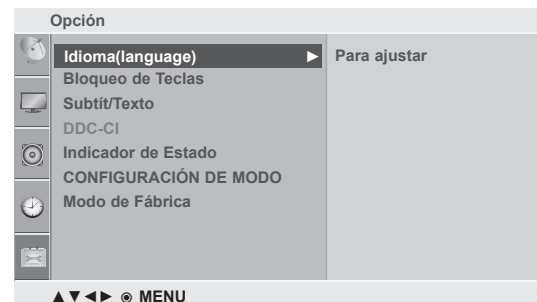 Opción
Idioma(language) ► Para ajustar
Bloqueo de Teclas
Subtít/Texto
DDC-CI
Indicador de Estado
CONFIGURACIÓN DE MODO
Modo de Fábrica
▲▼◄► ◉ MENU